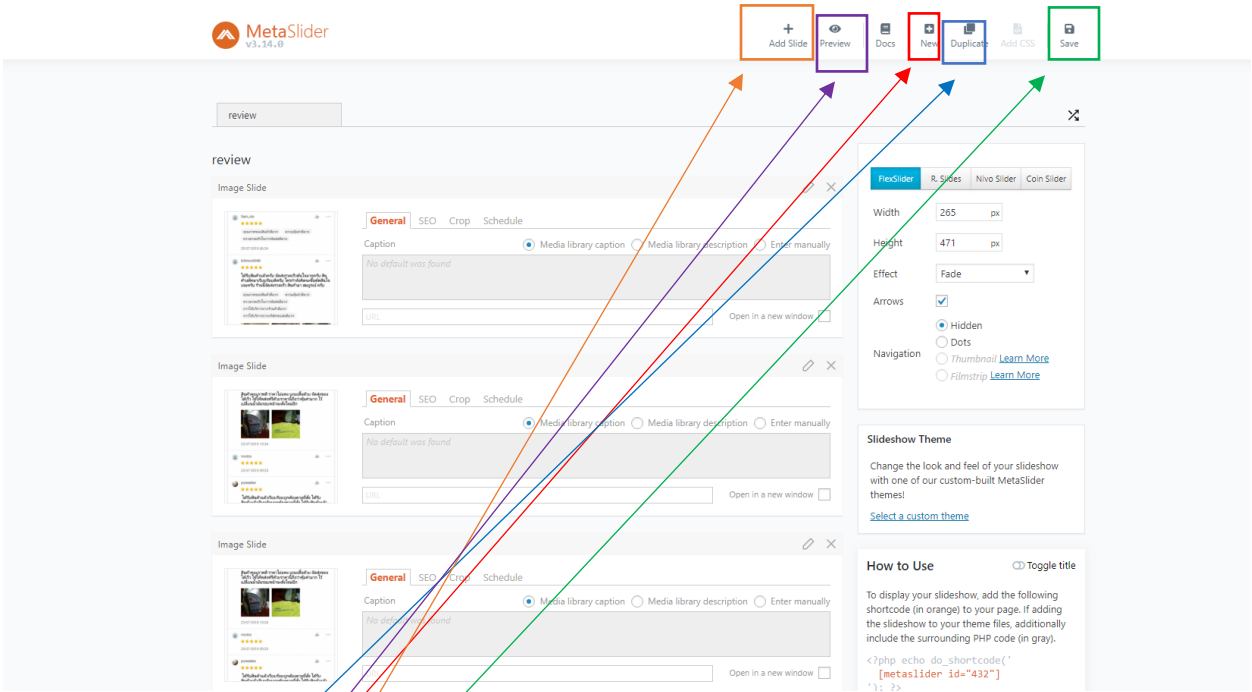 MetaSlider
v3.14.0
Add Slide
Preview
Docs
New
Duplicate
Add CSS
Save
review
review
Image Slide
General SEO Crop Schedule
Caption
Media library caption
Media library description
Enter manually
No default was found
URL
Open in a new window
Image Slide
General SEO Crop Schedule
Caption
Media library caption
Media library description
Enter manually
No default was found
URL
Open in a new window
Image Slide
General SEO Crop Schedule
Caption
Media library caption
Media library description
Enter manually
No default was found
Open in a new window
FlexSlider R. Slides Nivo Slider Coin Slider
Width 265 px
Height 471 px
Effect Fade
Arrows
Navigation
Hidden
Dots
Thumbnail Learn More
Filmstrip Learn More
Slideshow Theme
Change the look and feel of your slideshow
with one of our custom-built MetaSlider
themes!
Select a custom theme
How to Use
Toggle title
To display your slideshow, add the following
shortcode (in orange) to your page. If adding
the slideshow to your theme files, additionally
include the surrounding PHP code (in gray).
<?php echo do_shortcode('
[metaslider id="432"]
'); ?>